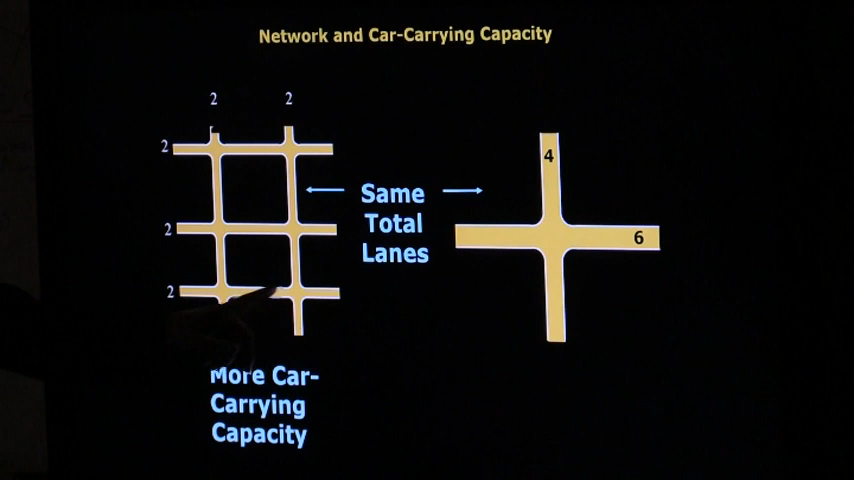 Network and Car-Carrying Capacity
2 2
2
4
Same
Total
Lanes
2
6
2
More Car-
Carrying
Capacity